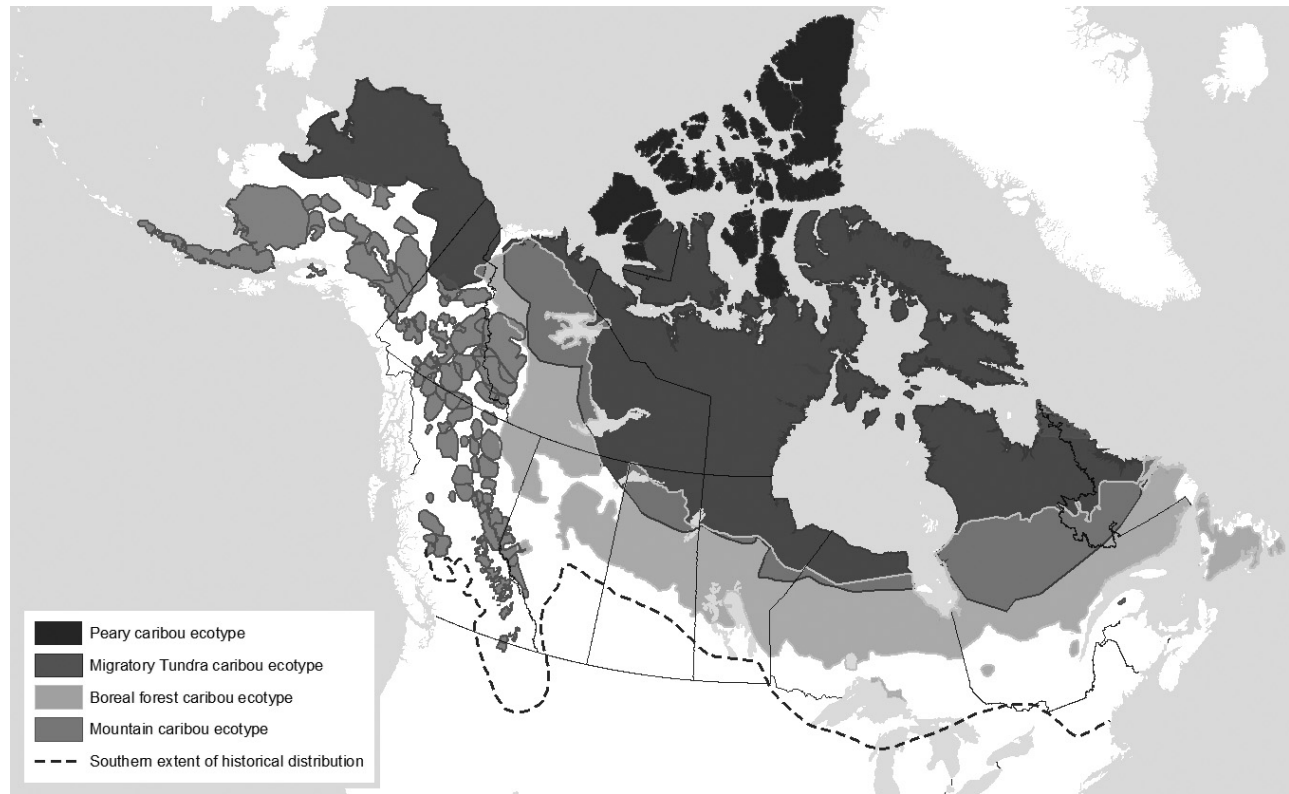 Peary caribou ecotype
Migratory Tundra caribou ecotype
Boreal forest caribou ecotype
Mountain caribou ecotype
Southern extent of historical distribution